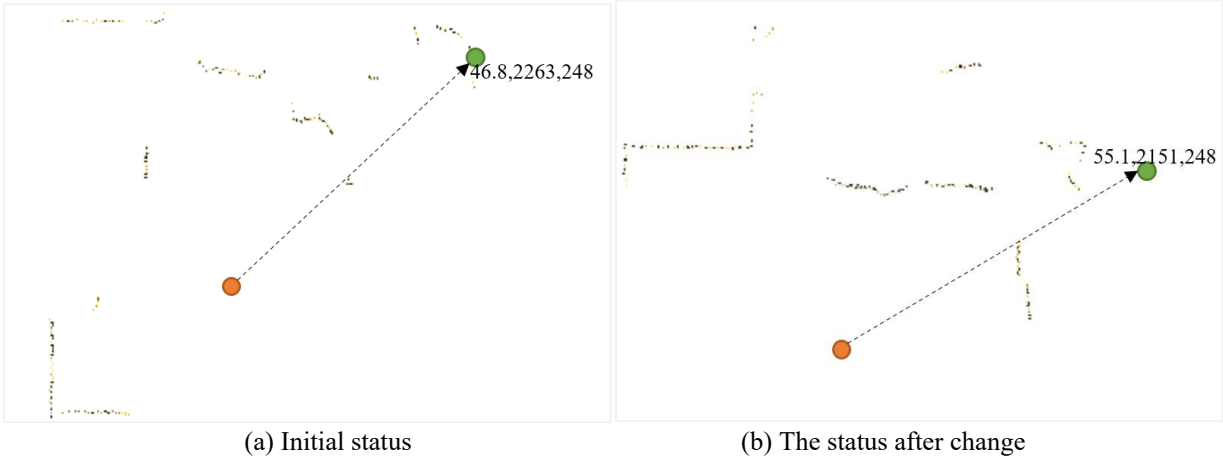 46.8,2263,248
55.1,2151,248
(a) Initial status
(b) The status after change